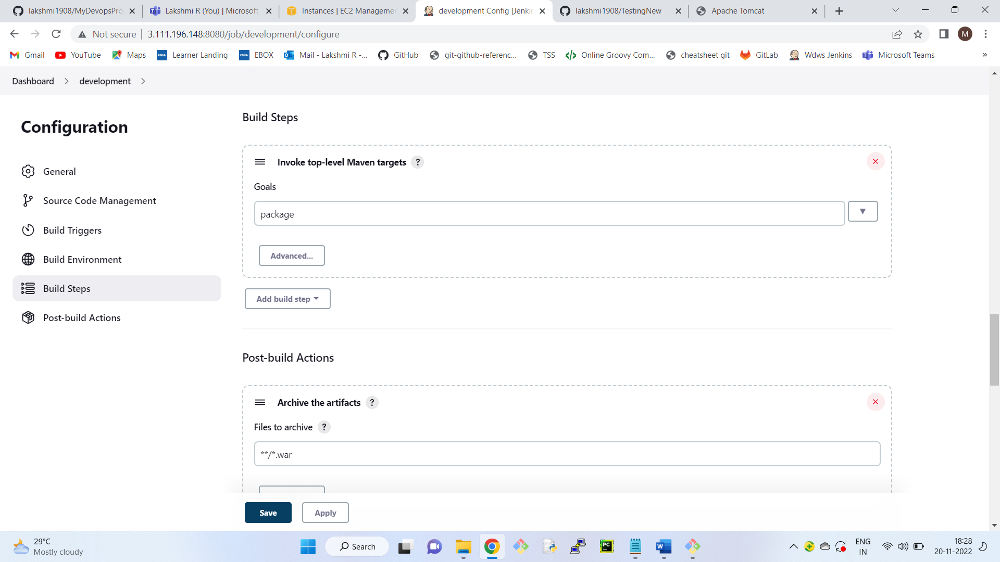 lakshmi1908/MyDevopsPro
Lakshmi R (You) | Microsoft
Instances | EC2 Managemen
development Config [Jenkin
lakshmi1908/TestingNew
Apache Tomcat
Not secure
3.111.196.148:8080/job/development/configure
M
Gmail
YouTube
Maps
HCL
Learner Landing
HCL
EBOX
Mail - Lakshmi R -...
GitHub
git-github-referenc...
TSS
Online Groovy Com...
cheatsheet git
GitLab
Wdws Jenkins
Microsoft Teams
»
Dashboard > development >
Configuration
General
Source Code Management
Build Triggers
Build Environment
Build Steps
Post-build Actions
Build Steps
Invoke top-level Maven targets ?
Goals
package
Advanced...
Add build step
Post-build Actions
Archive the artifacts ?
Files to archive ?
**/*.war
Save
Apply
29°C
Mostly cloudy
Search
PC
W
ENG
IN
18:28
20-11-2022